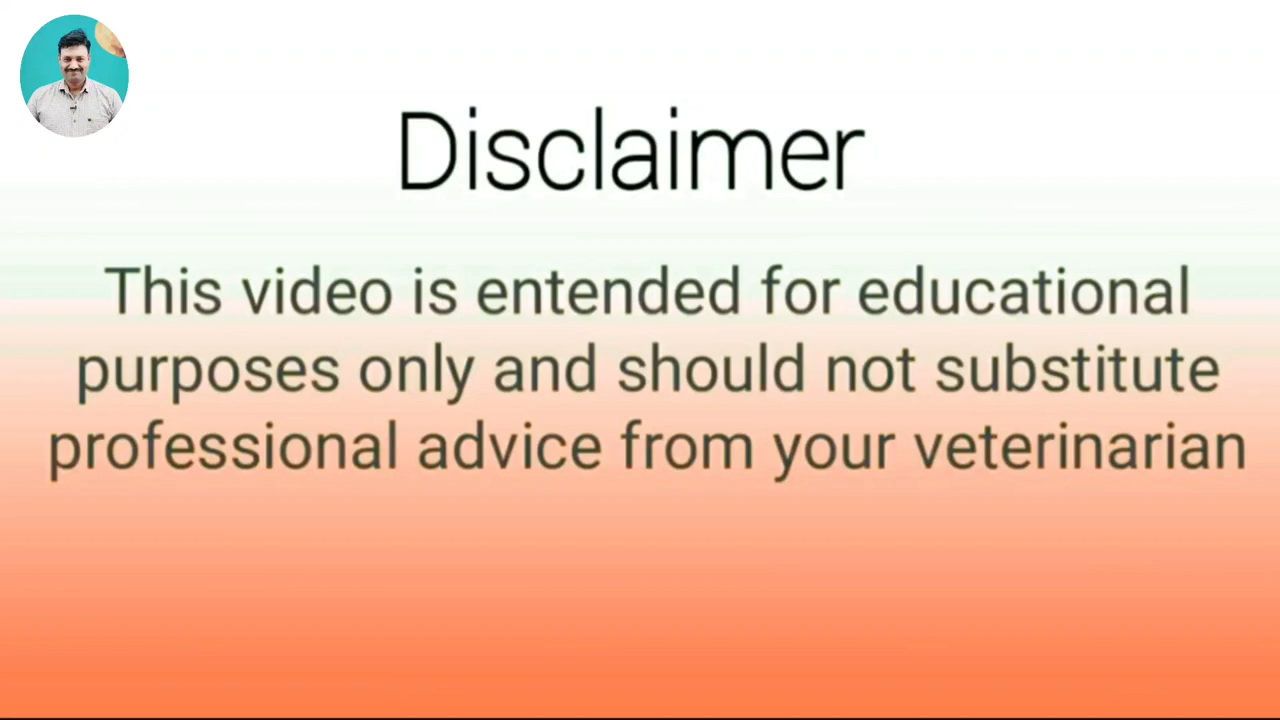 Disclaimer
This video is entended for educational
purposes only and should not substitute
professional advice from your veterinarian